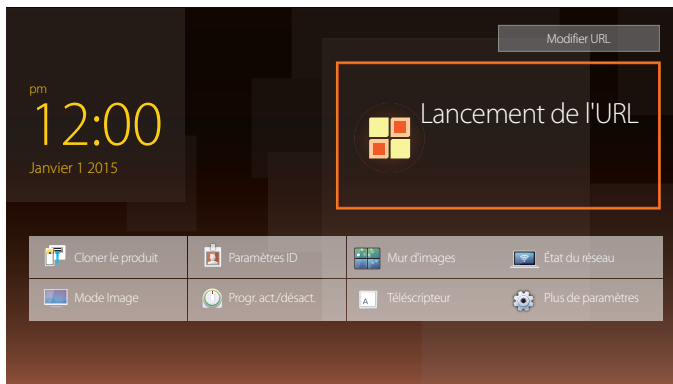 Modifier URL
pm
12:00
Janvier 1 2015
Lancement de l'URL
Cloner le produit
Paramètres ID
Mur d'images
État du réseau
Mode Image
Progr. act./désact.
A
Téléscripteur
Plus de paramètres